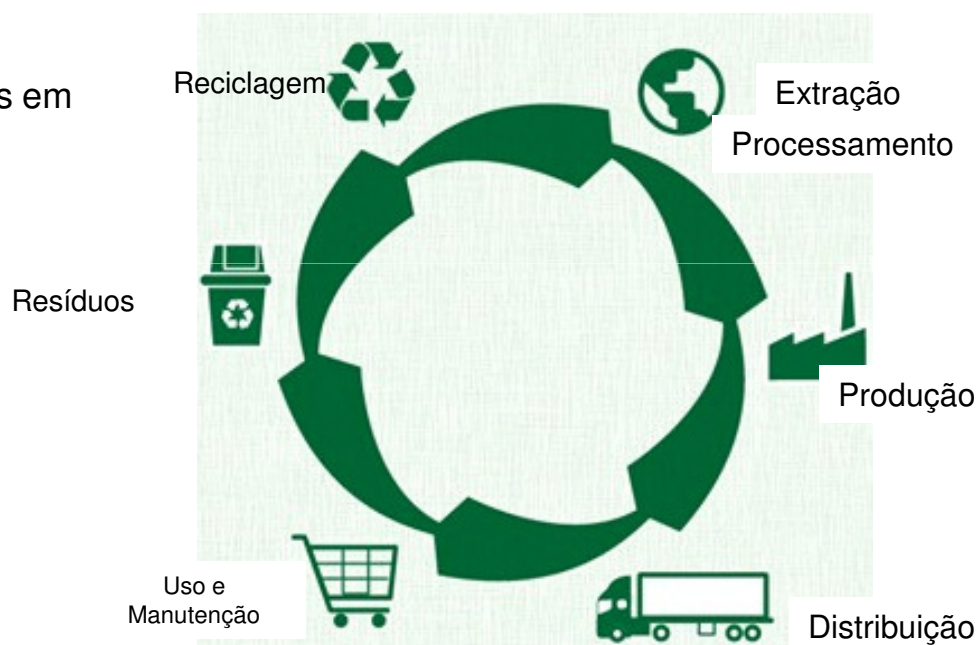 s em
Reciclagem
Extração
Processamento
Resíduos
Produção
Uso e
Manutenção
Distribuição